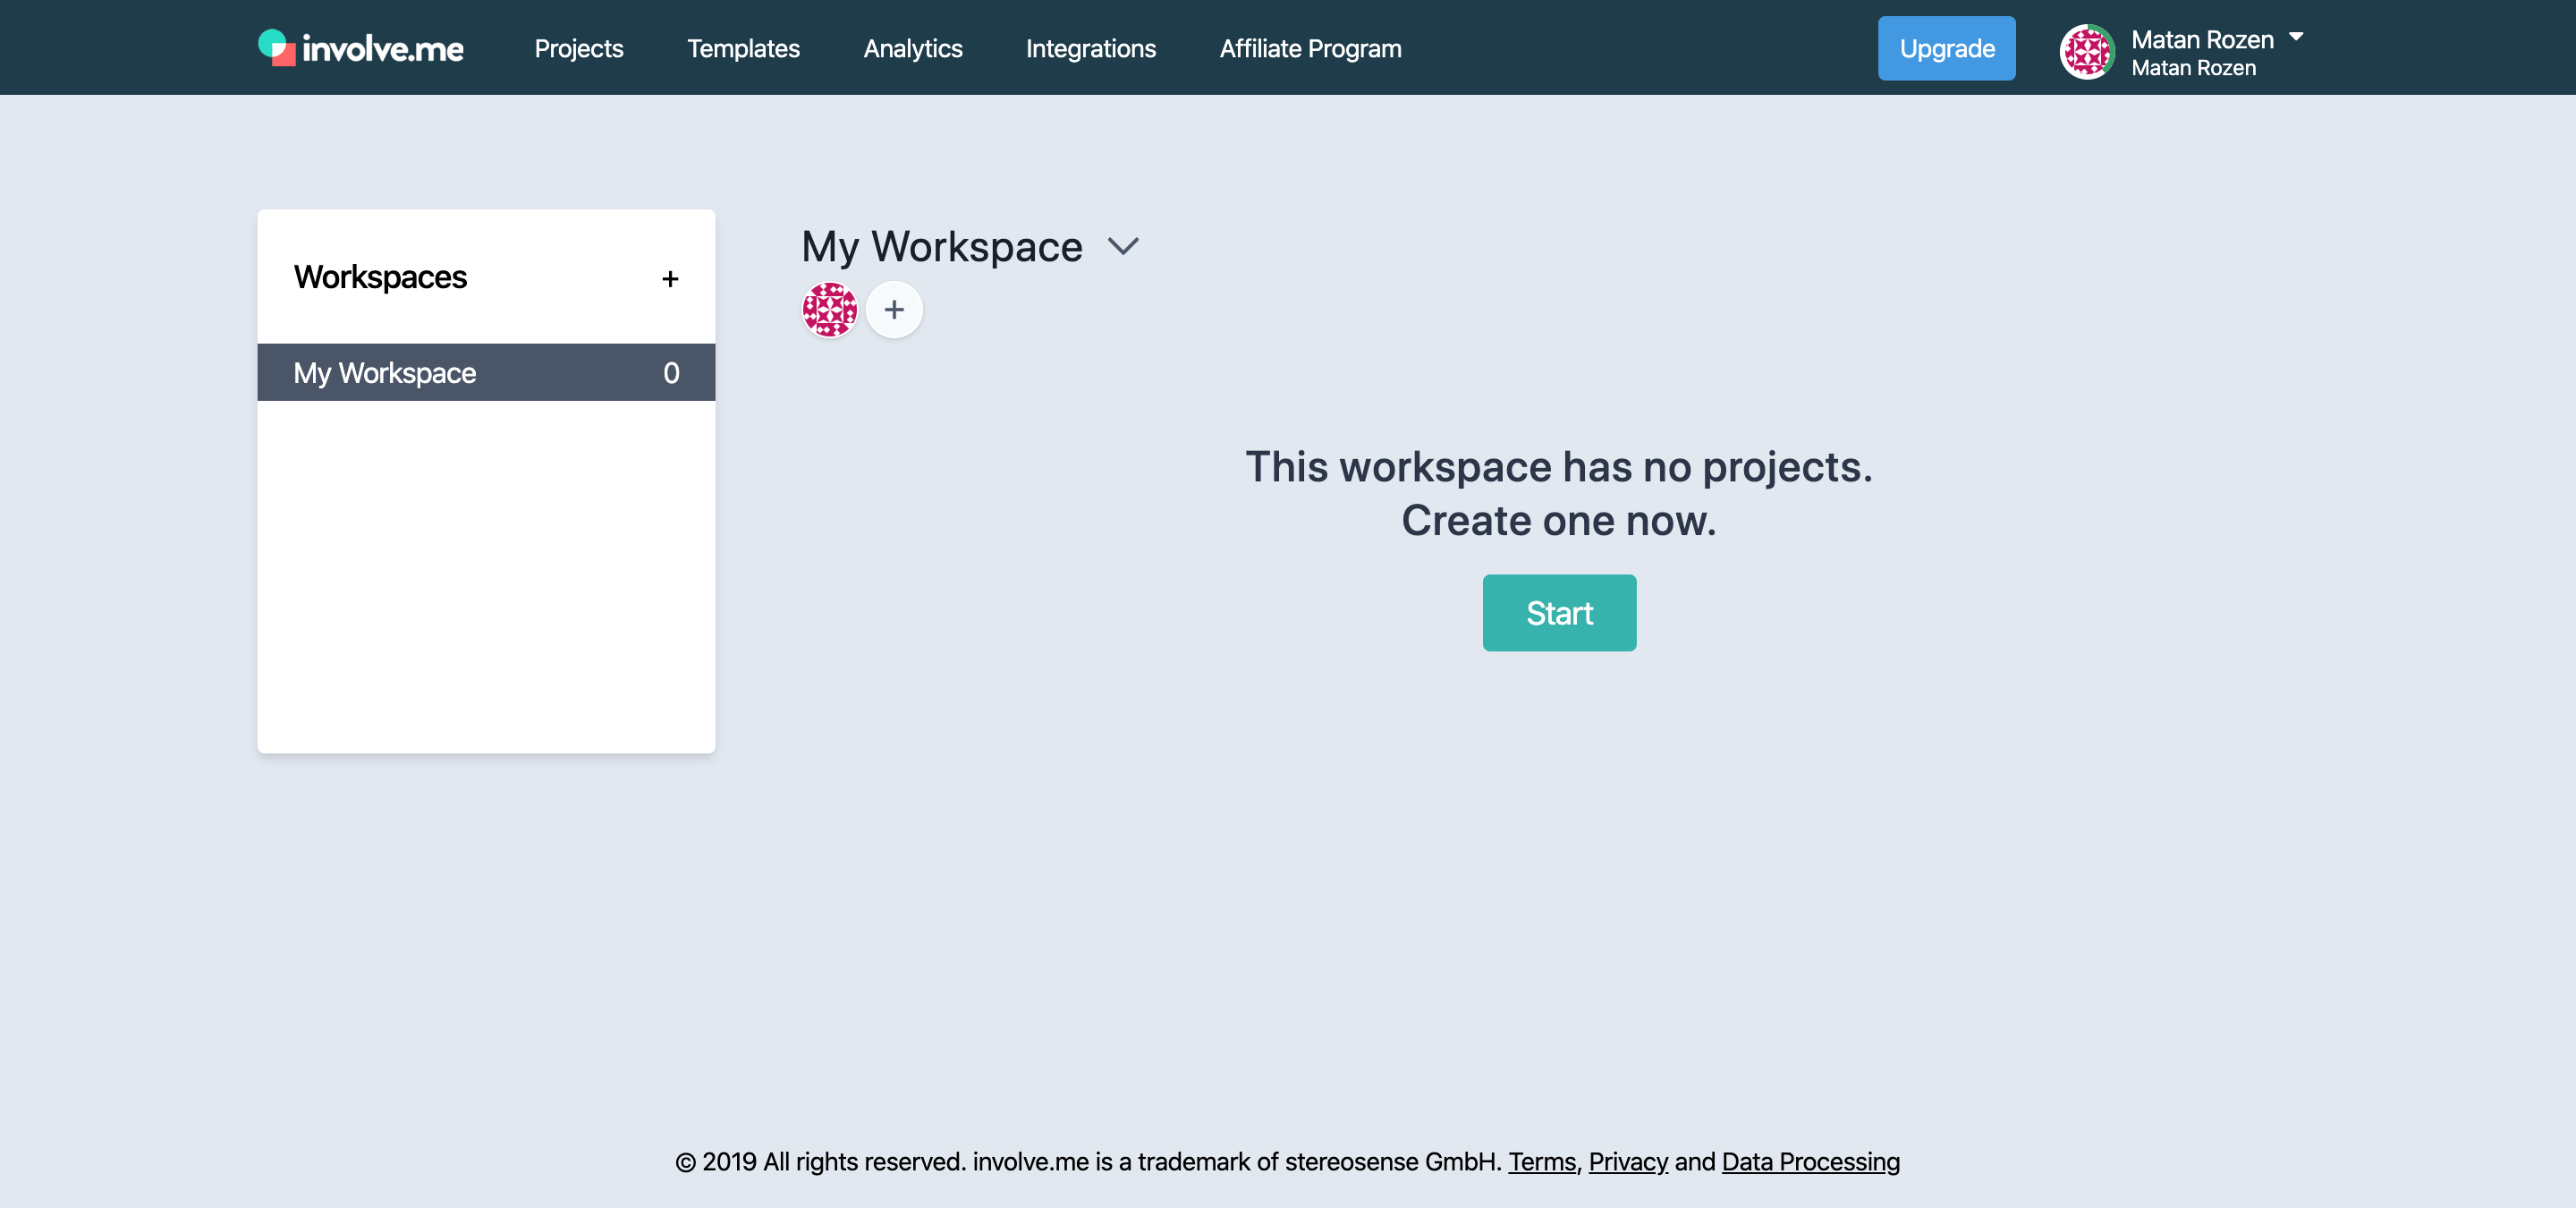 involve.me
Projects
Templates
Analytics
Integrations
Affiliate Program
Upgrade
Matan Rozen
Matan Rozen
Workspaces
+
My Workspace 0
My Workspace
+
This workspace has no projects.
Create one now.
Start
© 2019 All rights reserved. involve.me is a trademark of stereosense GmbH. Terms, Privacy and Data Processing